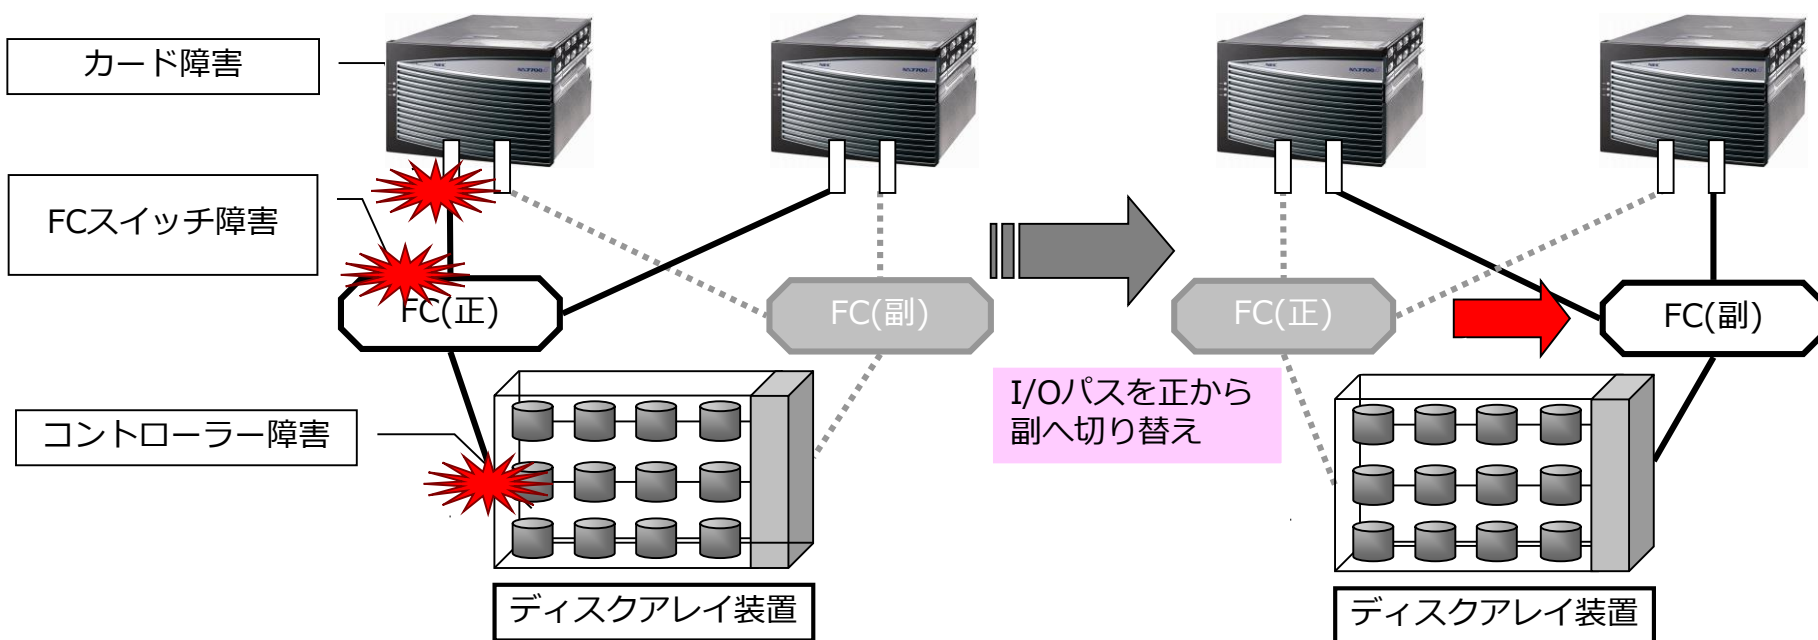 カード障害
FCスイッチ障害
FC(正)
FC(副)
FC(正)
FC(副)
I/Oパスを正から
副へ切り替え
コントローラー障害
ディスクアレイ装置
ディスクアレイ装置